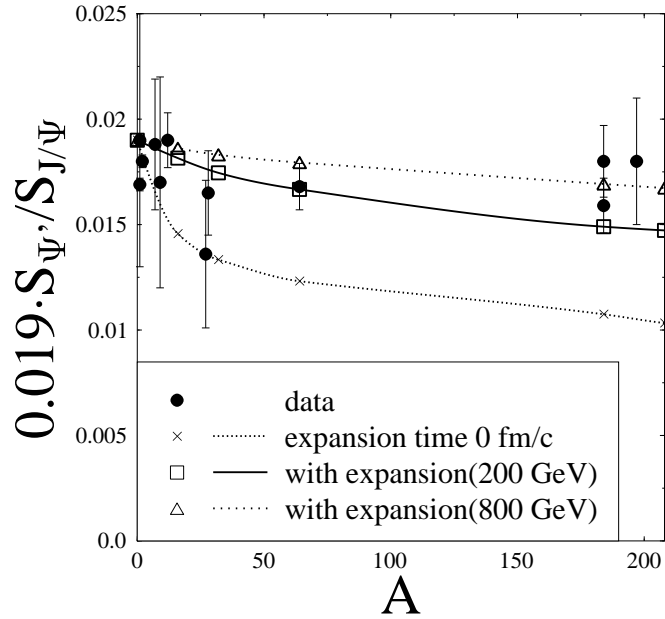 0.019·S_Ψ'/S_J/Ψ
0.025
0.02
0.015
0.01
0.005
0.0
data
expansion time 0 fm/c
with expansion(200 GeV)
with expansion(800 GeV)
0 50 100 150 200
A